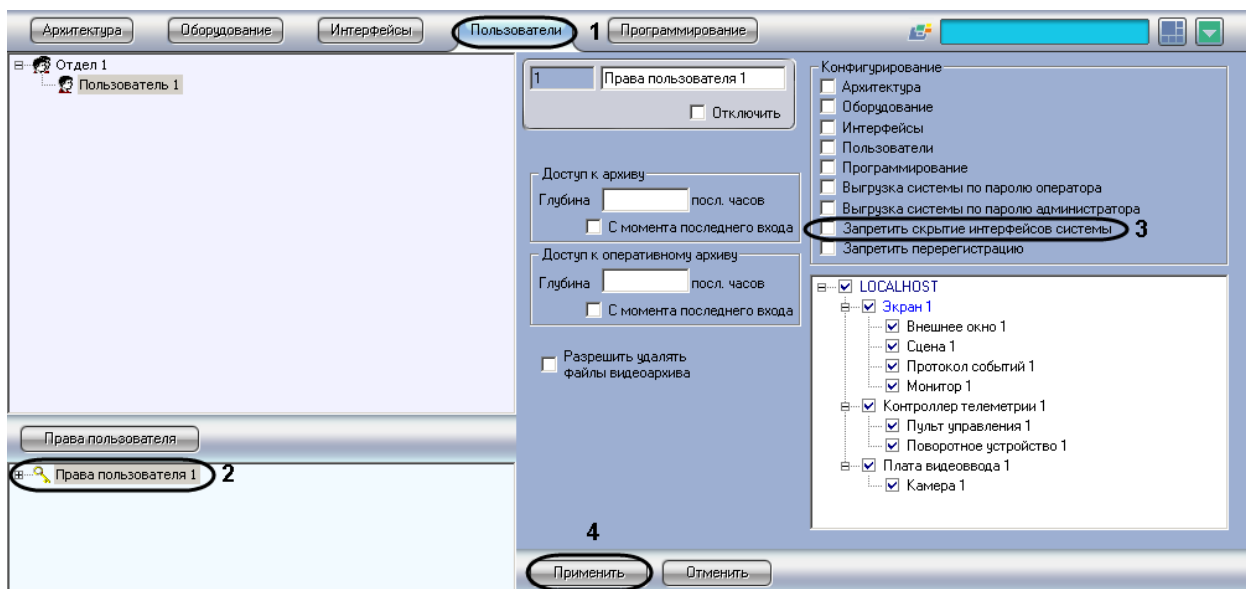 Архитектура Оборудование Интерфейсы Пользователи 1 Программирование
Отдел 1
Пользователь 1
Права пользователя
Права пользователя 1 2
1 Права пользователя 1
Отключить
Доступ к архиву
Глубина посл. часов
С момента последнего входа
Доступ к оперативному архиву
Глубина посл. часов
С момента последнего входа
Разрешить удалять
файлы видеоархива
Конфигурирование
Архитектура
Оборудование
Интерфейсы
Пользователи
Программирование
Выгрузка системы по паролю оператора
Выгрузка системы по паролю администратора
Запретить скрытие интерфейсов системы 3
Запретить перерегистрацию
LOCALHOST
Экран 1
Внешнее окно 1
Сцена 1
Протокол событий 1
Монитор 1
Контроллер телеметрии 1
Пульт управления 1
Поворотное устройство 1
Плата видеоввода 1
Камера 1
4
Применить Отменить